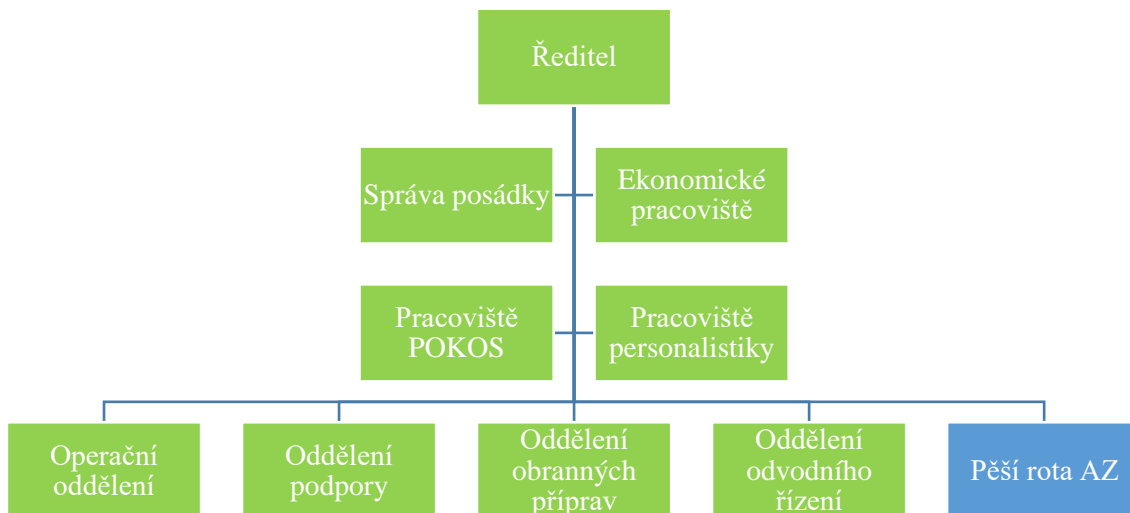 Ředitel
Správa posádky
Ekonomické
pracoviště
Pracoviště
POKOS
Pracoviště
personalistiky
Operační
oddělení
Oddělení
podpory
Oddělení
obranných
příprav
Oddělení
odvodního
řízení
Pěší rota AZ